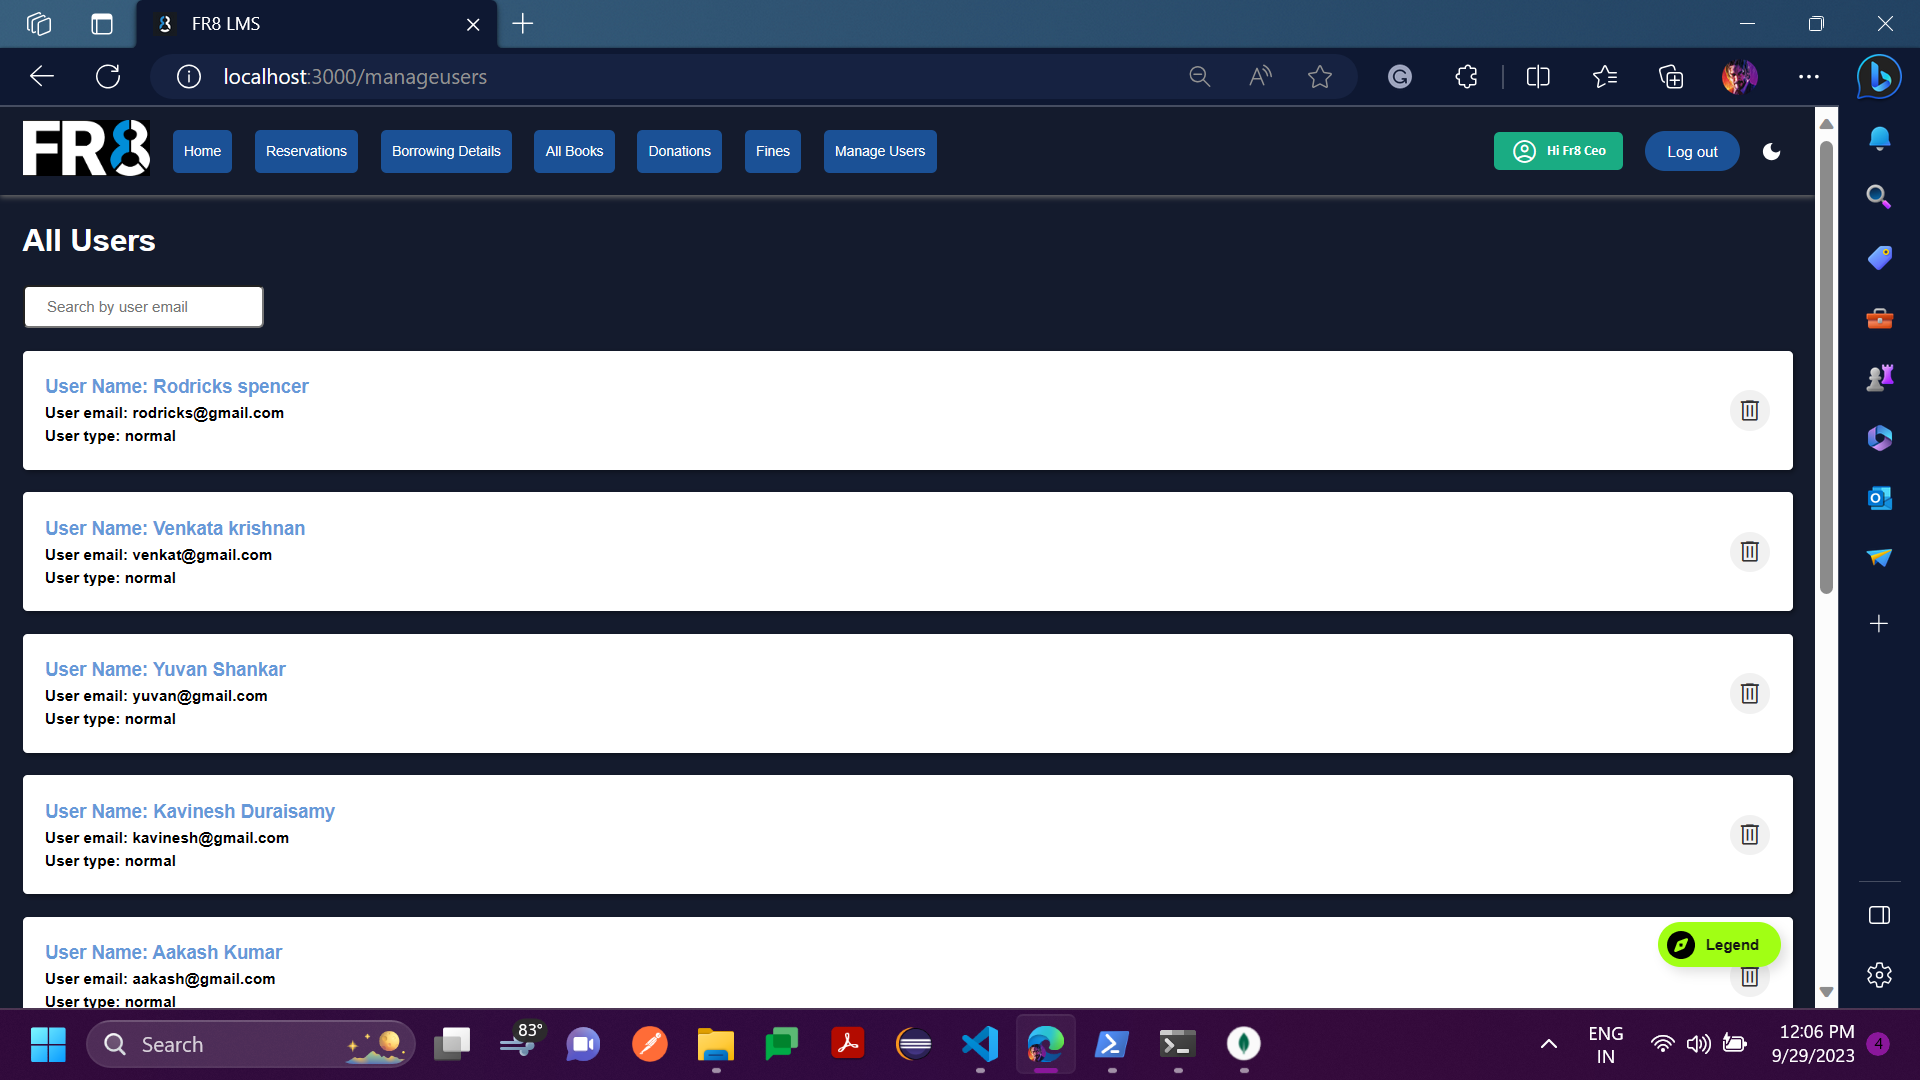 FR8 LMS
localhost:3000/manageusers
FR8
Home
Reservations
Borrowing Details
All Books
Donations
Fines
Manage Users
Hi Fr8 Ceo
Log out
All Users
Search by user email
User Name: Rodricks spencer
User email: rodricks@gmail.com
User type: normal
User Name: Venkata krishnan
User email: venkat@gmail.com
User type: normal
User Name: Yuvan Shankar
User email: yuvan@gmail.com
User type: normal
User Name: Kavinesh Duraisamy
User email: kavinesh@gmail.com
User type: normal
User Name: Aakash Kumar
User email: aakash@gmail.com
User type: normal
Legend
Search
83°
ENG
IN
12:06 PM
9/29/2023
4